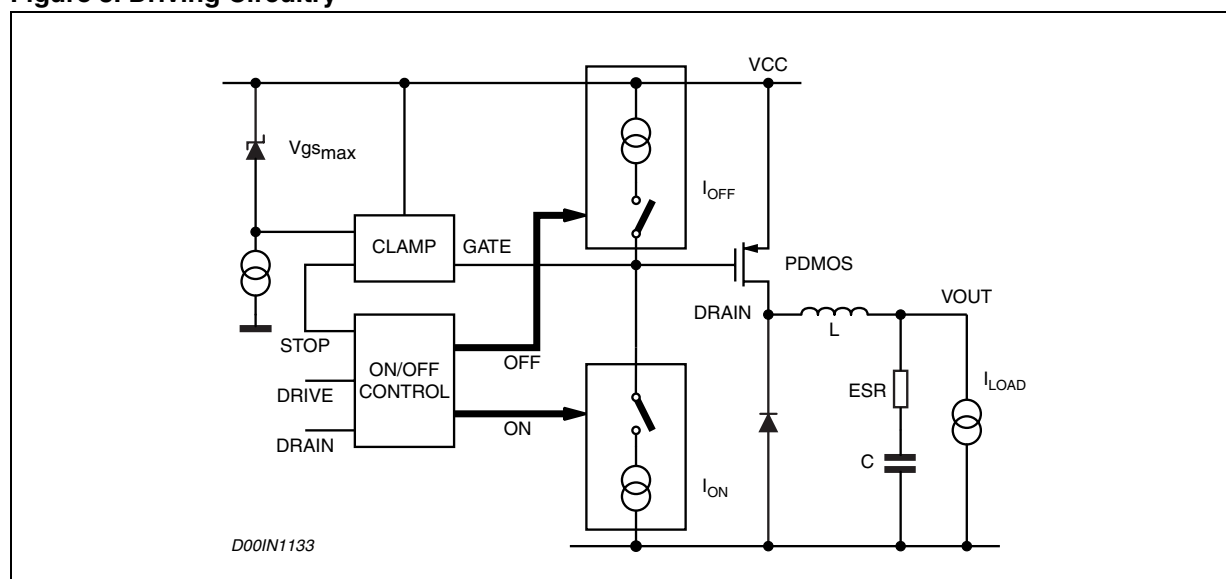 Figure 8. Driving Circuitry
VCC
Vgsmax
IOFF
CLAMP
GATE
PDMOS
VOUT
DRAIN
L
STOP
OFF
ON/OFF
CONTROL
ESR
ILOAD
DRIVE
ON
DRAIN
C
ION
D00IN1133